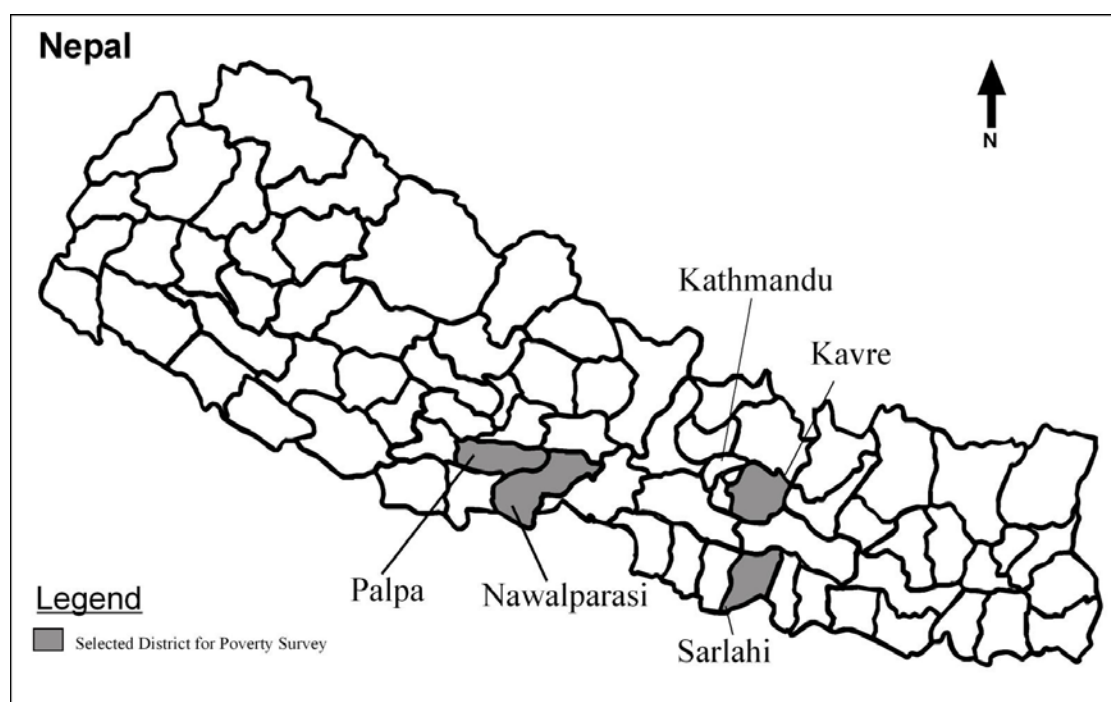 Nepal
N
Kathmandu
Kavre
Palpa
Nawalparasi
Sarlahi
Legend
Selected District for Poverty Survey